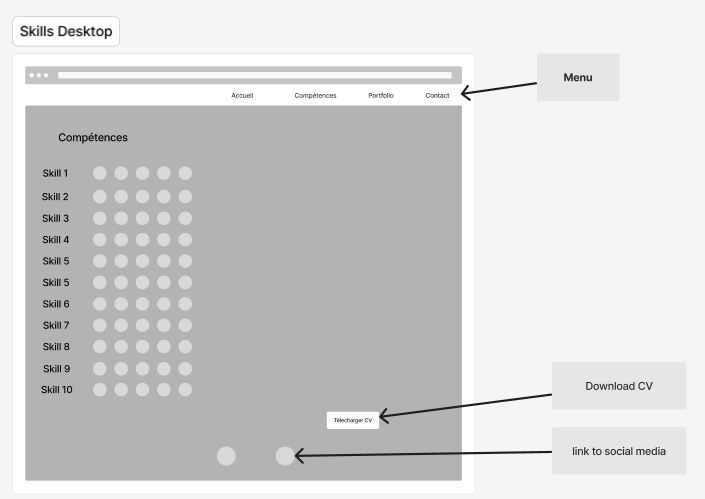 Skills Desktop
Menu
Accueil Compétences Portfolio Contact
Compétences
Skill 1
Skill 2
Skill 3
Skill 4
Skill 5
Skill 5
Skill 6
Skill 7
Skill 8
Skill 9
Skill 10
Download CV
Télecharger CV
link to social media